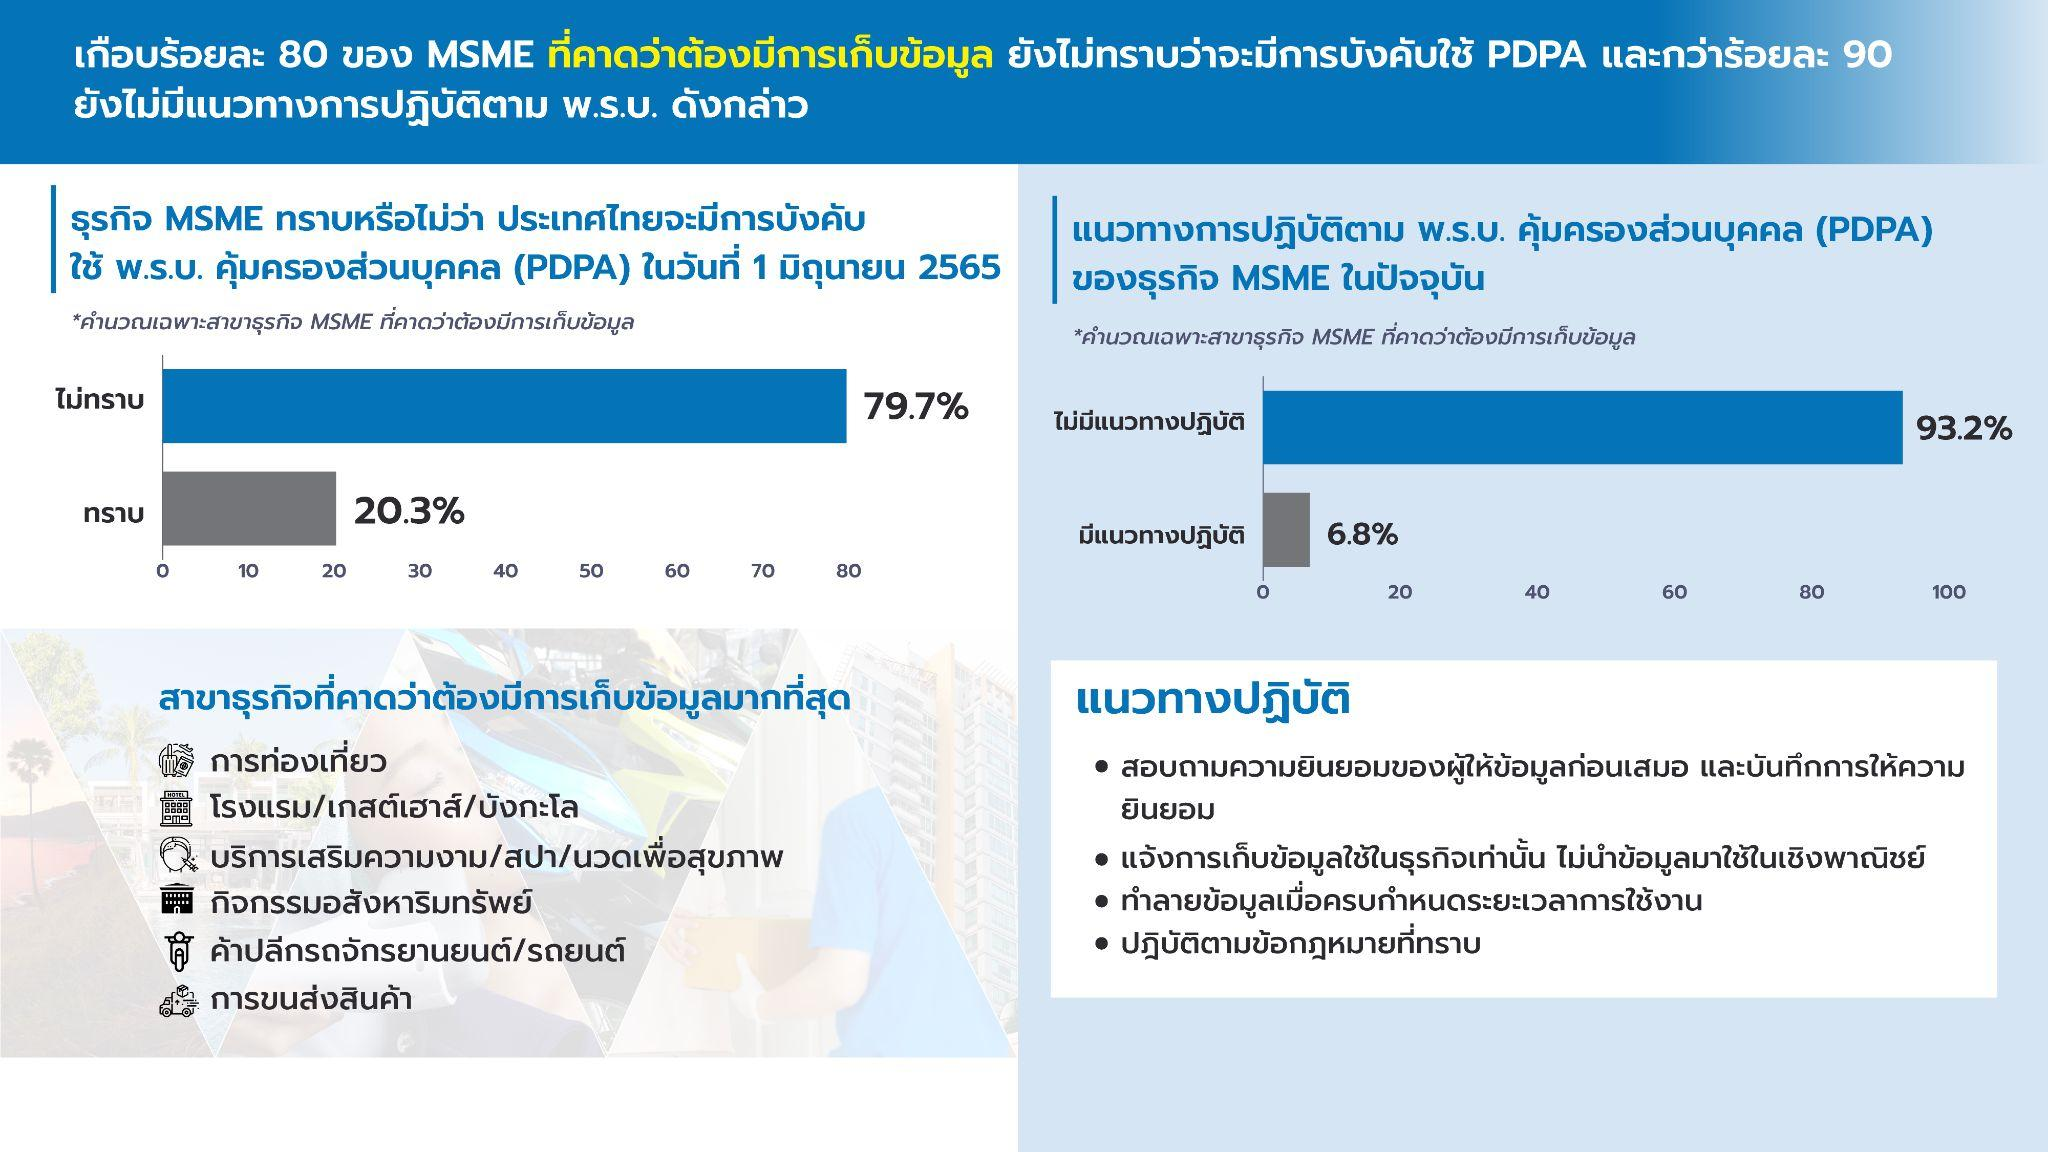 เกือบร้อยละ 80 ของ MSME ที่คาดว่าต้องมีการเก็บข้อมูล ยังไม่ทราบว่าจะมีการบังคับใช้ PDPA และกว่าร้อยละ 90
ยังไม่มีแนวทางการปฏิบัติตาม พ.ร.บ. ดังกล่าว
ธุรกิจ MSME ทราบหรือไม่ว่า ประเทศไทยจะมีการบังคับ
ใช้ พ.ร.บ. คุ้มครองส่วนบุคคล (PDPA) ในวันที่ 1 มิถุนายน 2565
*คำนวณเฉพาะสาขาธุรกิจ MSME ที่คาดว่าต้องมีการเก็บข้อมูล
ไม่ทราบ 79.7%
ทราบ 20.3%
0 10 20 30 40 50 60 70 80
สาขาธุรกิจที่คาดว่าต้องมีการเก็บข้อมูลมากที่สุด
การท่องเที่ยว
HOTEL โรงแรม/เกสต์เฮาส์/บังกะโล
บริการเสริมความงาม/สปา/นวดเพื่อสุขภาพ
กิจกรรมอสังหาริมทรัพย์
ค้าปลีกรถจักรยานยนต์/รถยนต์
การขนส่งสินค้า
แนวทางการปฏิบัติตาม พ.ร.บ. คุ้มครองส่วนบุคคล (PDPA)
ของธุรกิจ MSME ในปัจจุบัน
*คำนวณเฉพาะสาขาธุรกิจ MSME ที่คาดว่าต้องมีการเก็บข้อมูล
ไม่มีแนวทางปฏิบัติ 93.2%
มีแนวทางปฏิบัติ 6.8%
0 20 40 60 80 100
แนวทางปฏิบัติ
• สอบถามความยินยอมของผู้ให้ข้อมูลก่อนเสมอ และบันทึกการให้ความ
ยินยอม
• แจ้งการเก็บข้อมูลใช้ในธุรกิจเท่านั้น ไม่นำข้อมูลมาใช้ในเชิงพาณิชย์
• ทำลายข้อมูลเมื่อครบกำหนดระยะเวลาการใช้งาน
• ปฎิบัติตามข้อกฎหมายที่ทราบ